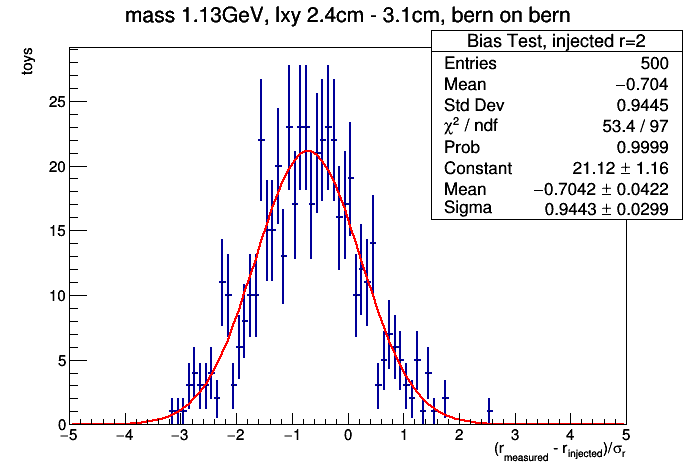 mass 1.13GeV, lxy 2.4cm - 3.1cm, bern on bern
Bias Test, injected r=2
Entries 500
Mean −0.704
Std Dev 0.9445
χ² / ndf 53.4 / 97
Prob 0.9999
Constant 21.12 ± 1.16
Mean −0.7042 ± 0.0422
Sigma 0.9443 ± 0.0299
toys
25
20
15
10
5
0
−5 −4 −3 −2 −1 0 1 2 3 4 5
(r_measured - r_injected)/σ_r